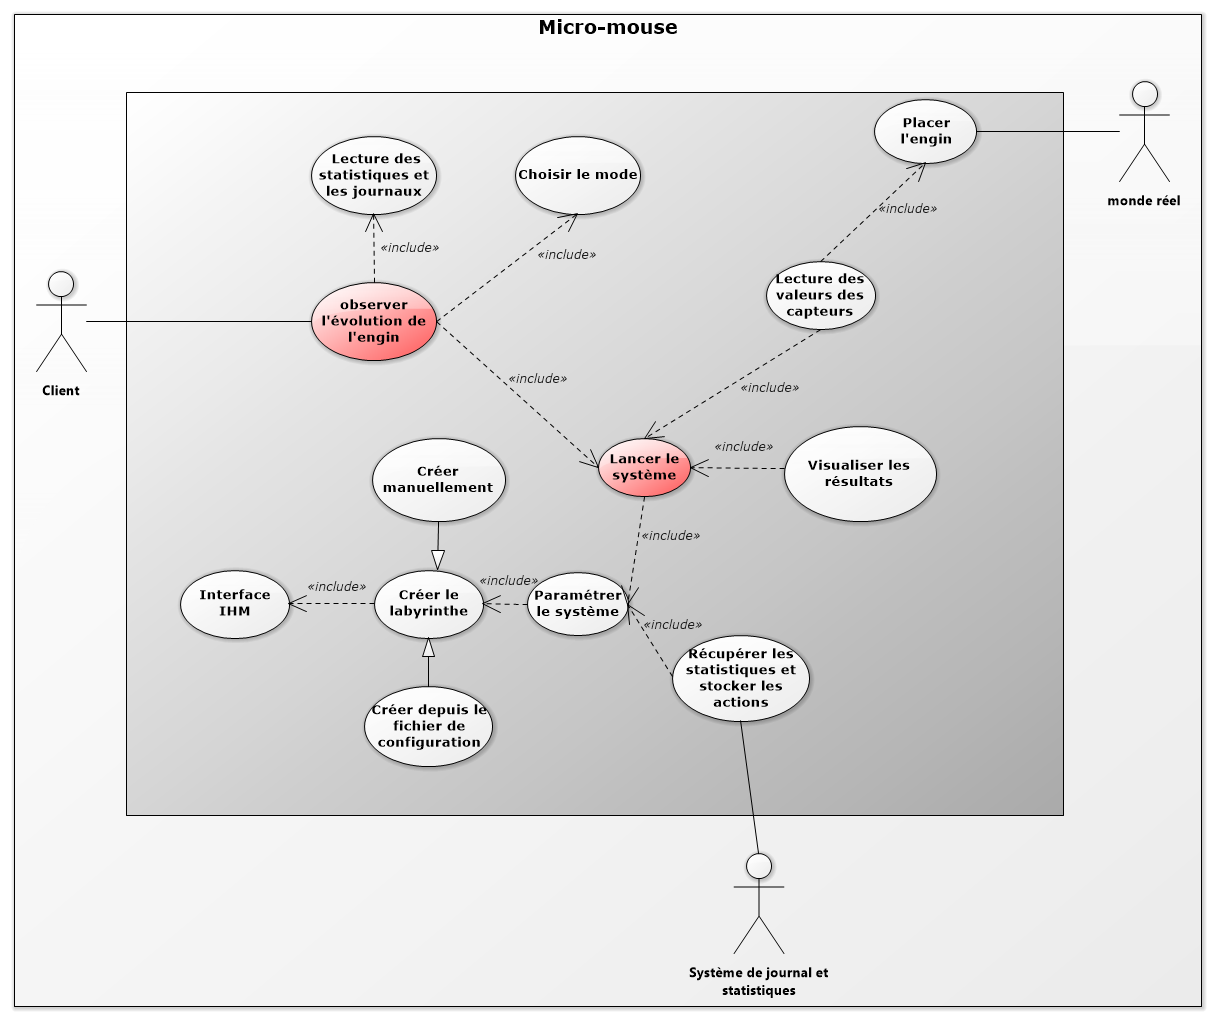 Micro-mouse
Placer
l'engin
monde réel
Lecture des
statistiques et
les journaux
Choisir le mode
«include»
«include»
«include»
Lecture des
valeurs des
capteurs
observer
l'évolution de
l'engin
Client
«include»
«include»
Créer
manuellement
Lancer le
système
«include»
Visualiser les
résultats
«include»
Interface
IHM
«include»
Créer le
labyrinthe
«include»
Paramétrer
le système
«include»
Récupérer les
statistiques et
stocker les
actions
Créer depuis le
fichier de
configuration
Système de journal et
statistiques